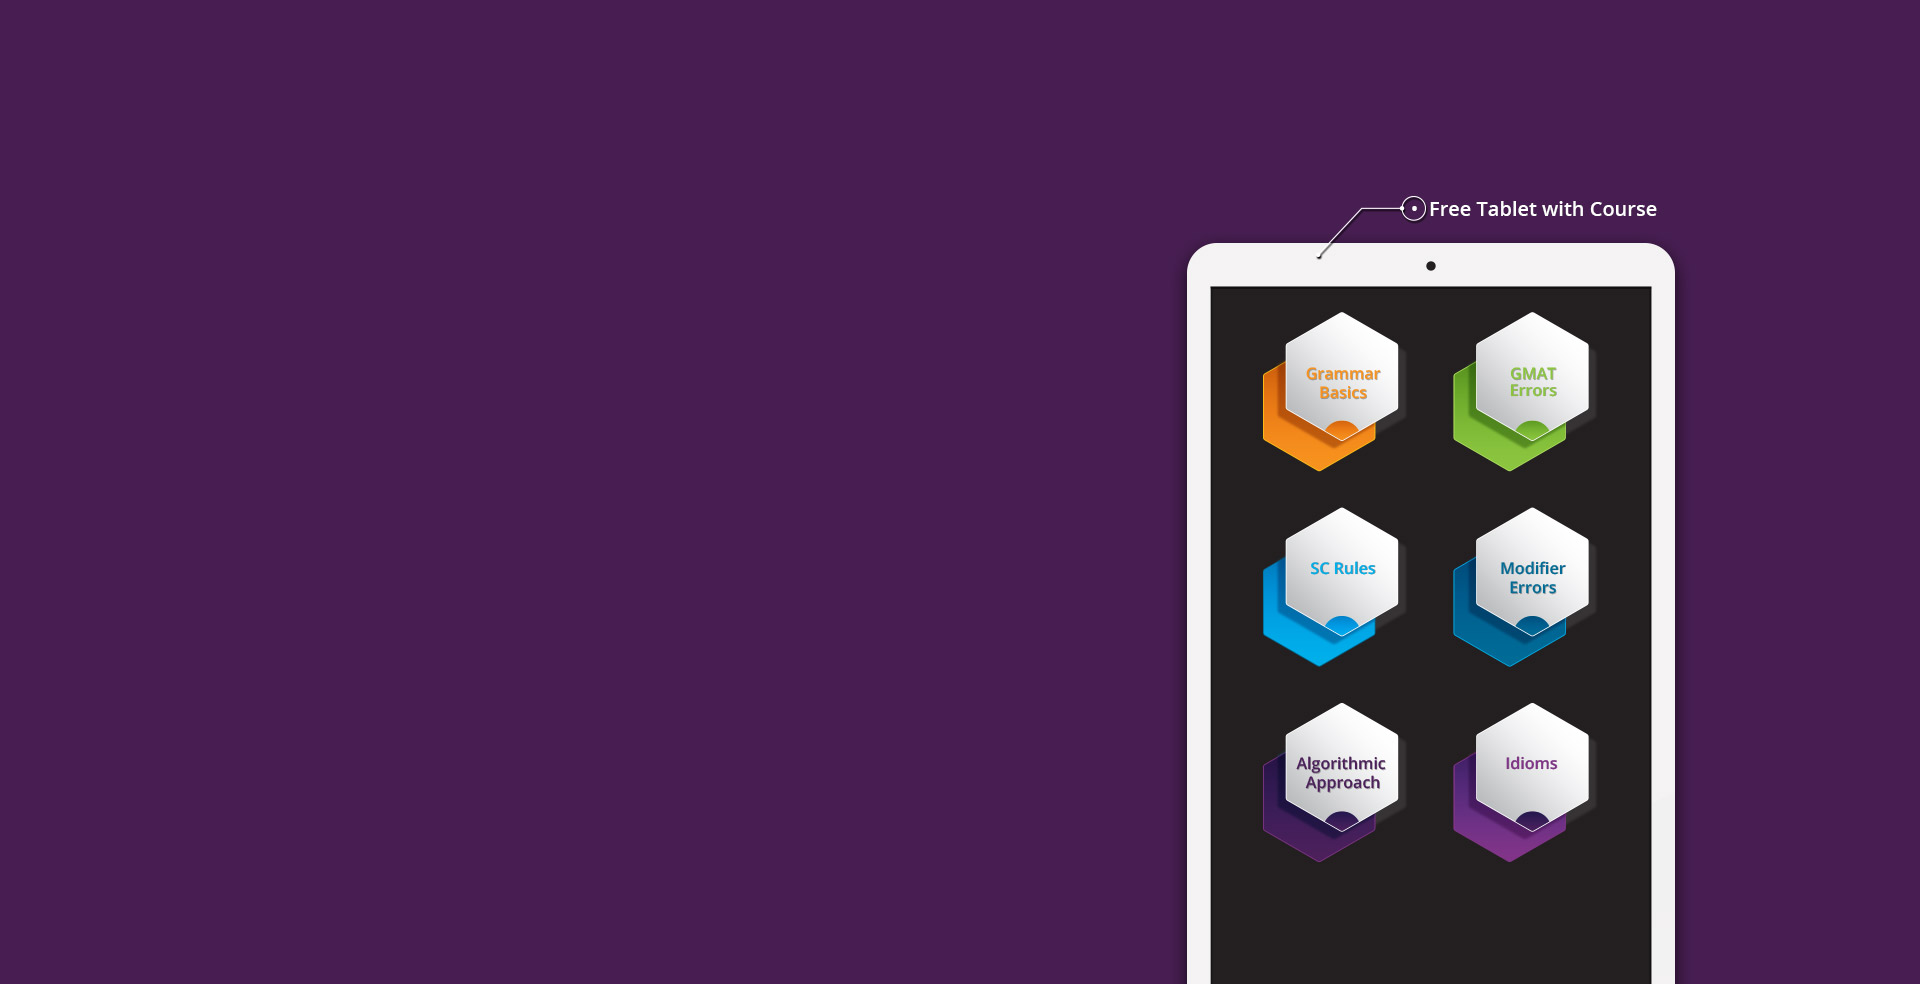 Free Tablet with Course
Grammar
Basics
GMAT
Errors
SC Rules
Modifier
Errors
Algorithmic
Approach
Idioms